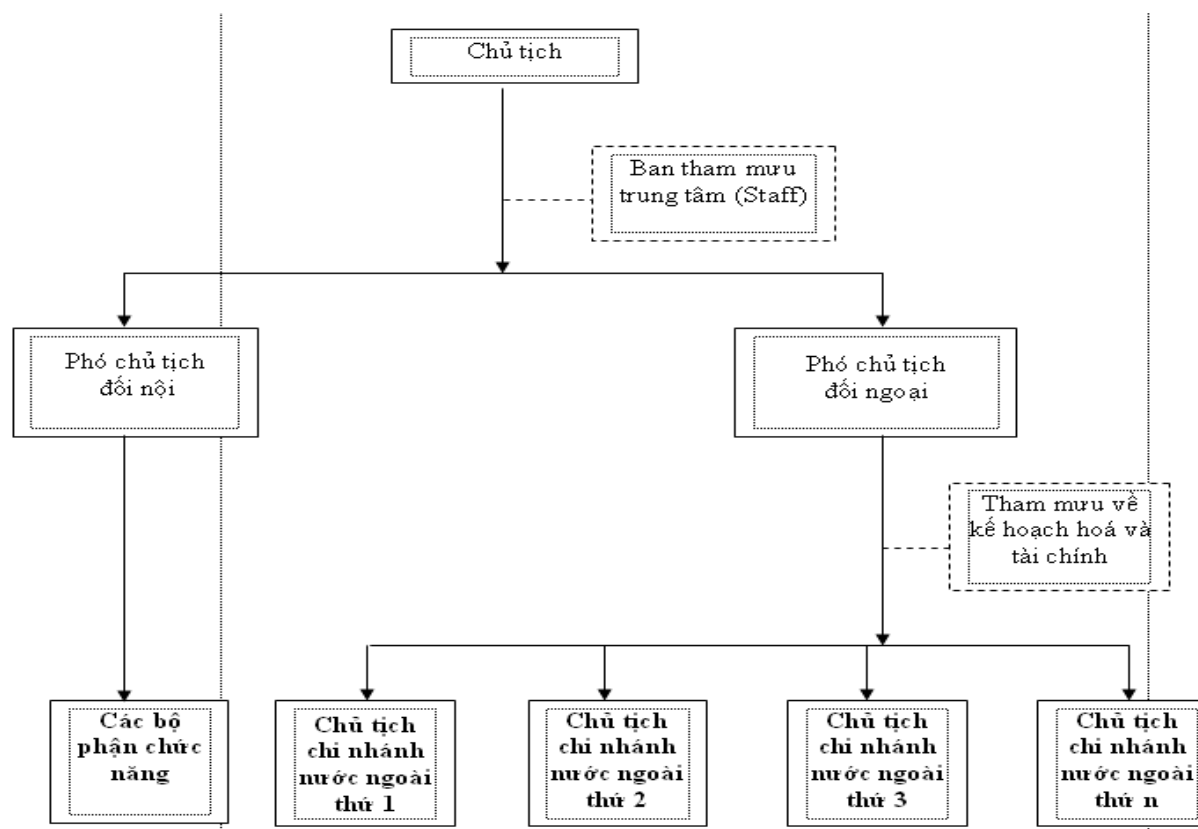 Chủ tịch
Ban tham mưu
trung tâm (Staff)
Phó chủ tịch
đối nội
Phó chủ tịch
đối ngoại
Tham mưu về
kế hoạch hoá và
tài chính
Các bộ
phận chức
năng
Chủ tịch
chi nhánh
nước ngoài
thứ 1
Chủ tịch
chi nhánh
nước ngoài
thứ 2
Chủ tịch
chi nhánh
nước ngoài
thứ 3
Chủ tịch
chi nhánh
nước ngoài
thứ n